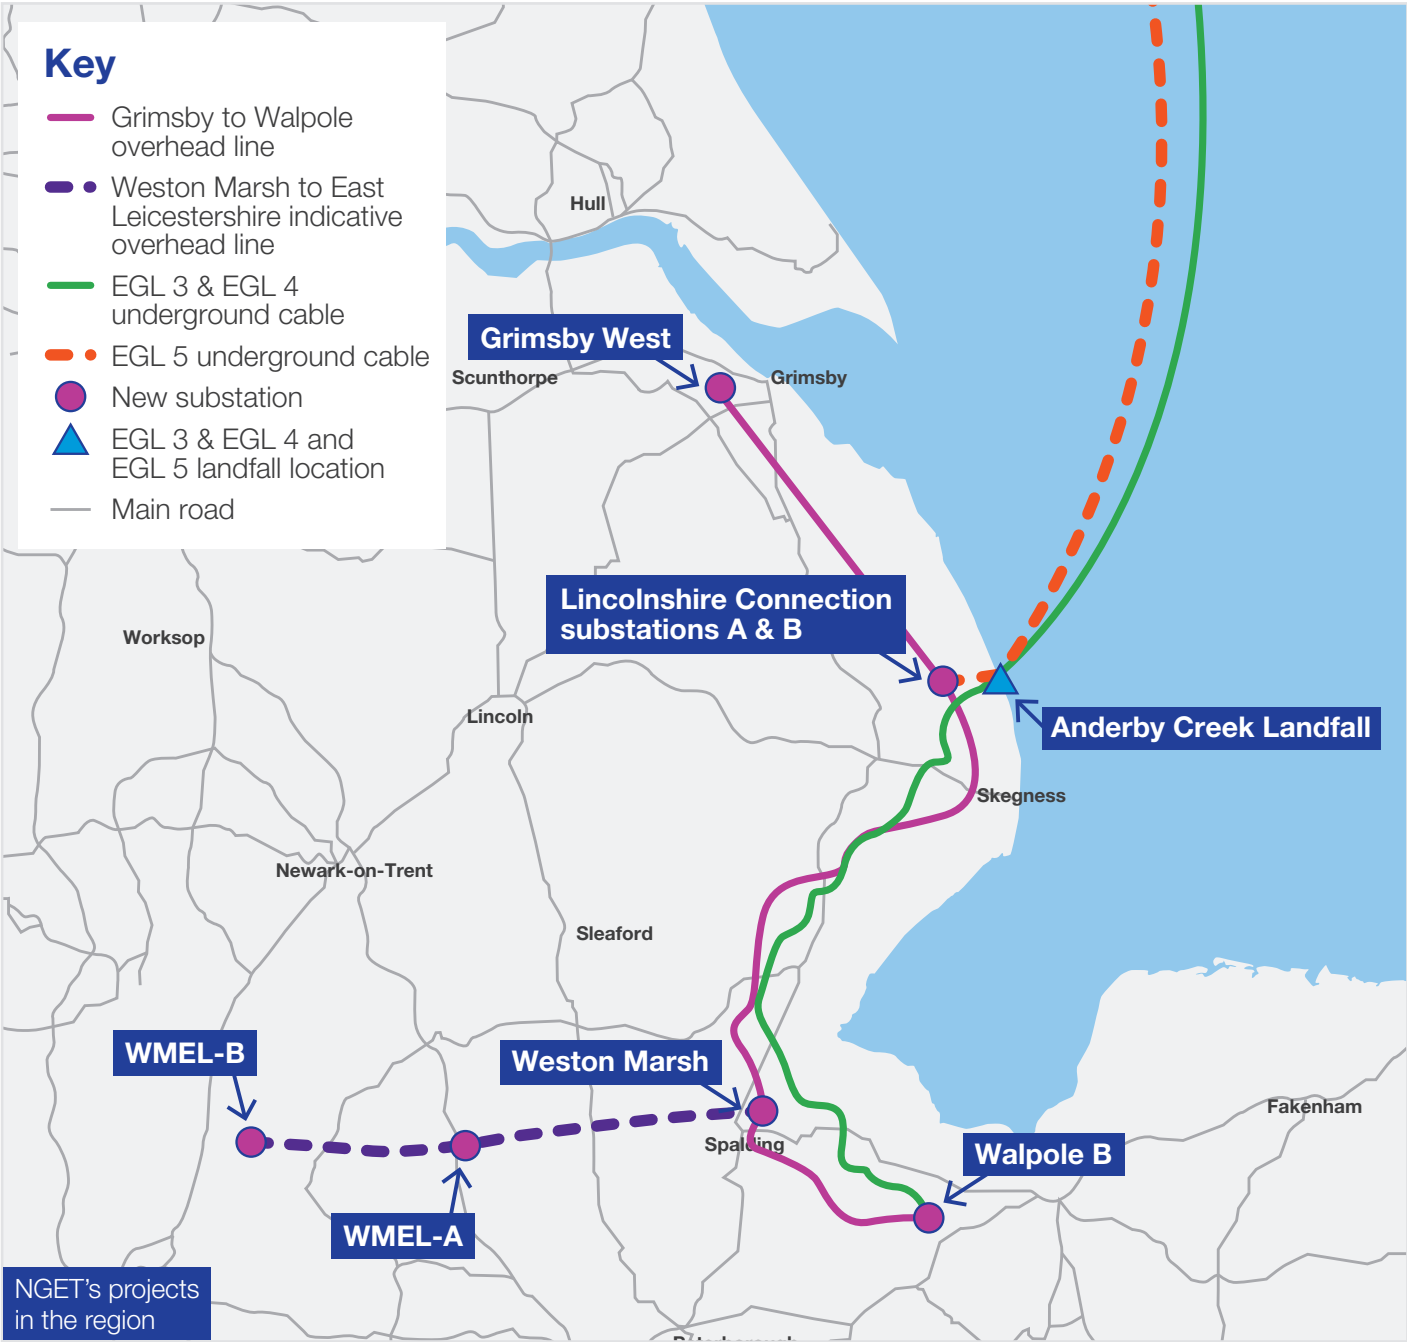 Key
Grimsby to Walpole
overhead line
Weston Marsh to East
Leicestershire indicative
overhead line
EGL 3 & EGL 4
underground cable
EGL 5 underground cable
New substation
EGL 3 & EGL 4 and
EGL 5 landfall location
Main road
Hull
Grimsby West
Scunthorpe
Grimsby
Lincolnshire Connection
substations A & B
Worksop
Lincoln
Anderby Creek Landfall
Skegness
Newark-on-Trent
Sleaford
WMEL-B
Weston Marsh
Fakenham
Spalding
Walpole B
WMEL-A
NGET's projects
in the region